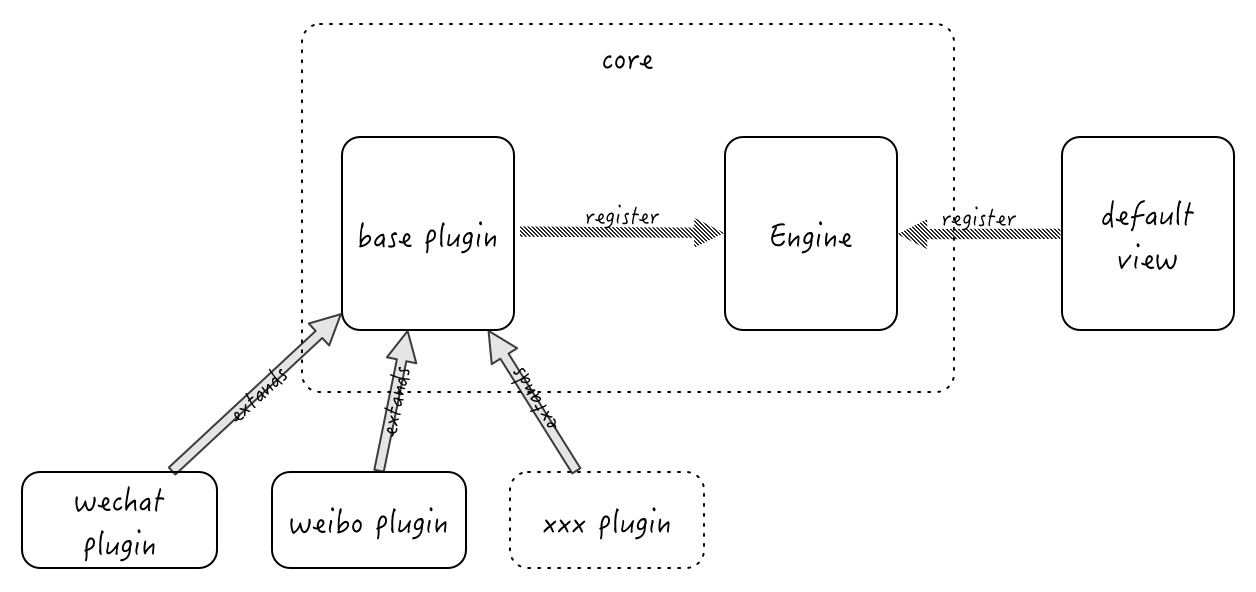 core
base plugin
register
Engine
register
default
view
extands
extands
extands
wechat
plugin
weibo plugin
xxx plugin